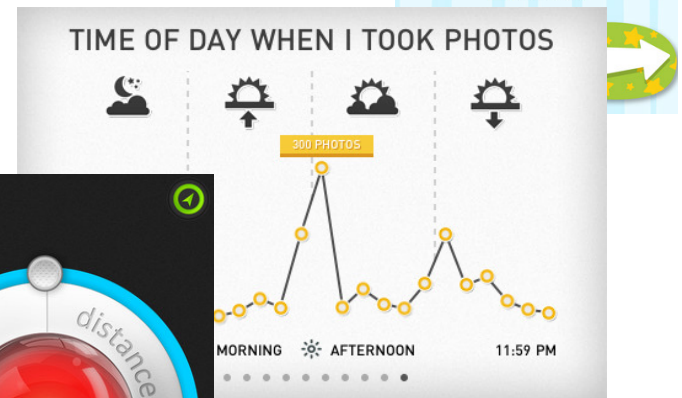 TIME OF DAY WHEN I TOOK PHOTOS
300 PHOTOS
distance
MORNING AFTERNOON 11:59 PM